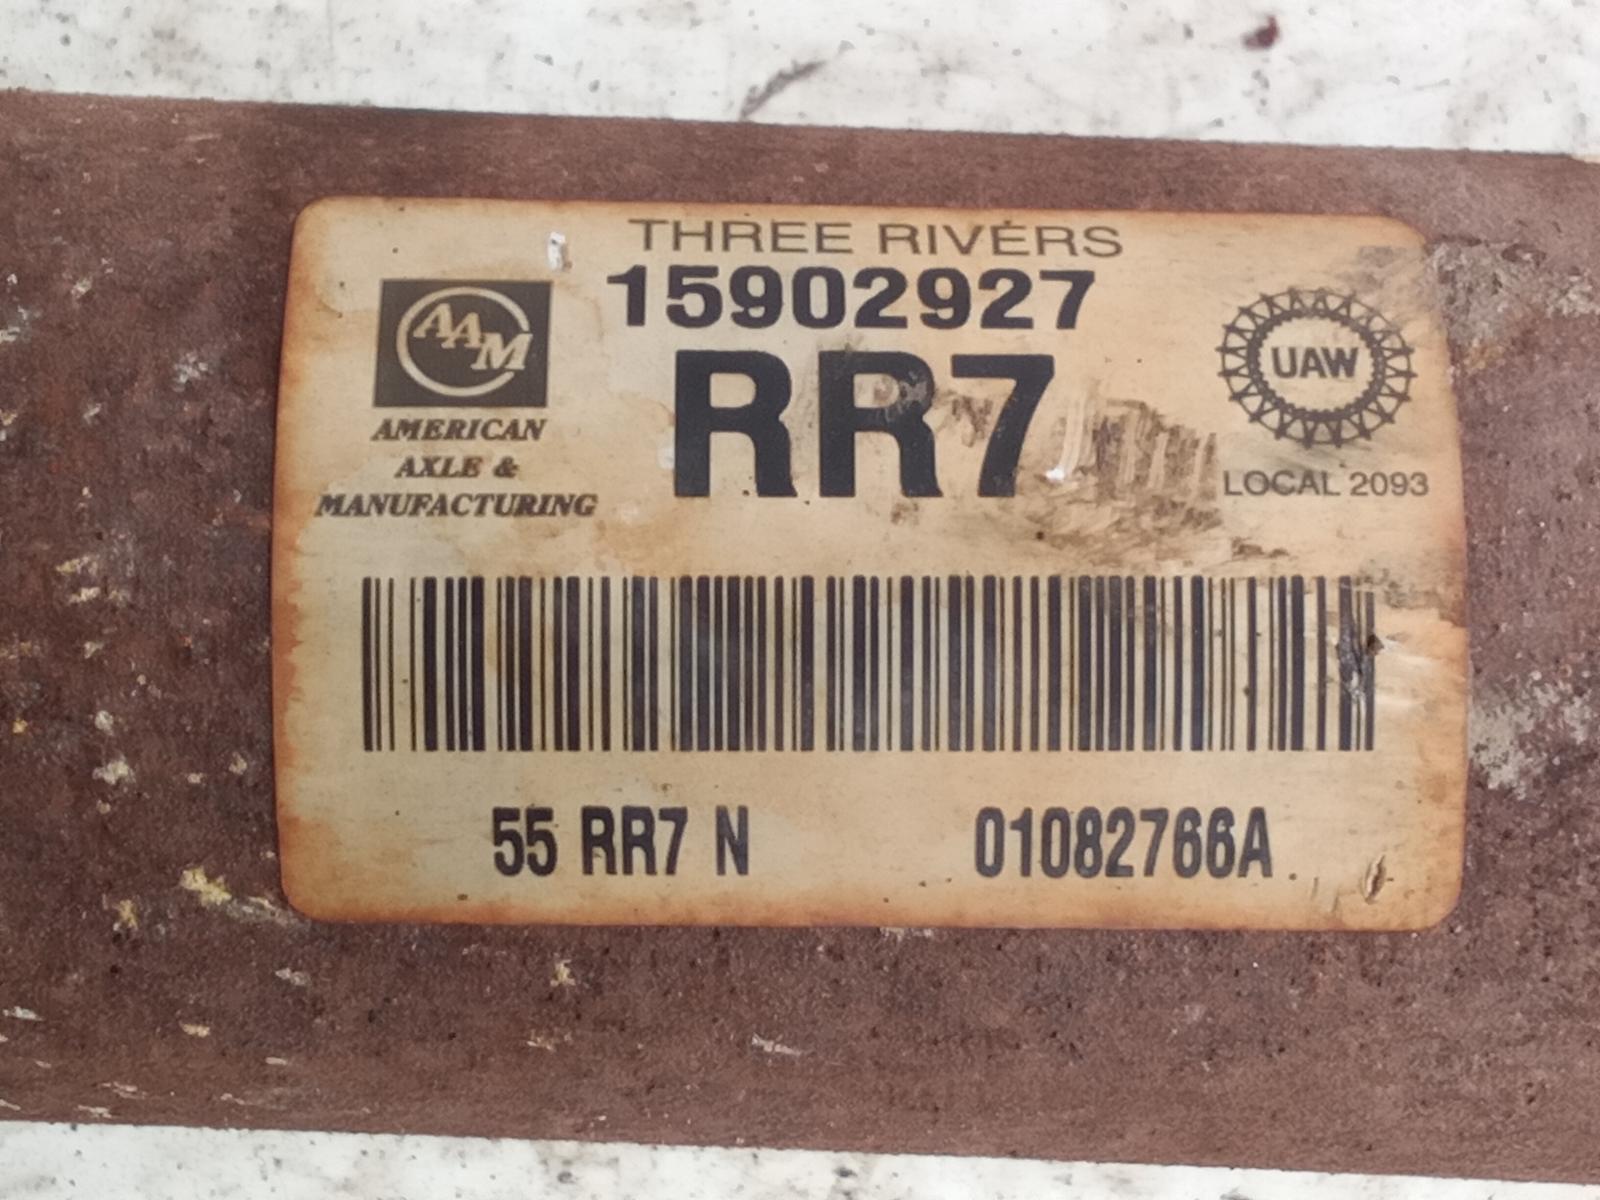 THREE RIVERS
15902927
RR7
AAM
AMERICAN
AXLE &
MANUFACTURING
UAW
LOCAL 2093
55 RR7 N 01082766A